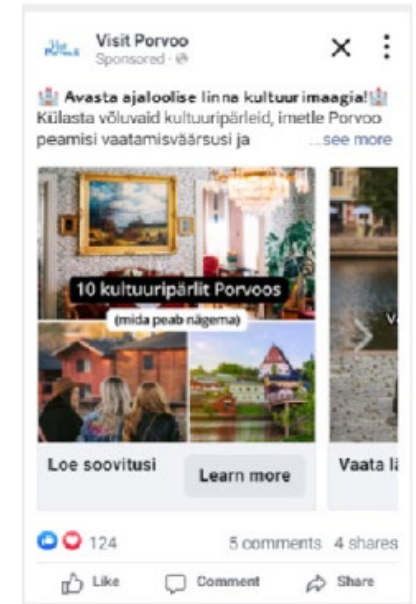 Visit Porvoo
Sponsored ·
Avasta ajaloolise linna kultuurimaagia!
Külasta võluvaid kultuuripärleid, imetle Porvoo
peamisi vaatamisväärsusi ja ...see more
10 kultuuripärlit Porvoos
(mida peab nägema)
Loe soovitusi
Learn more
Vaata
124
5 comments 4 shares
Like Comment Share